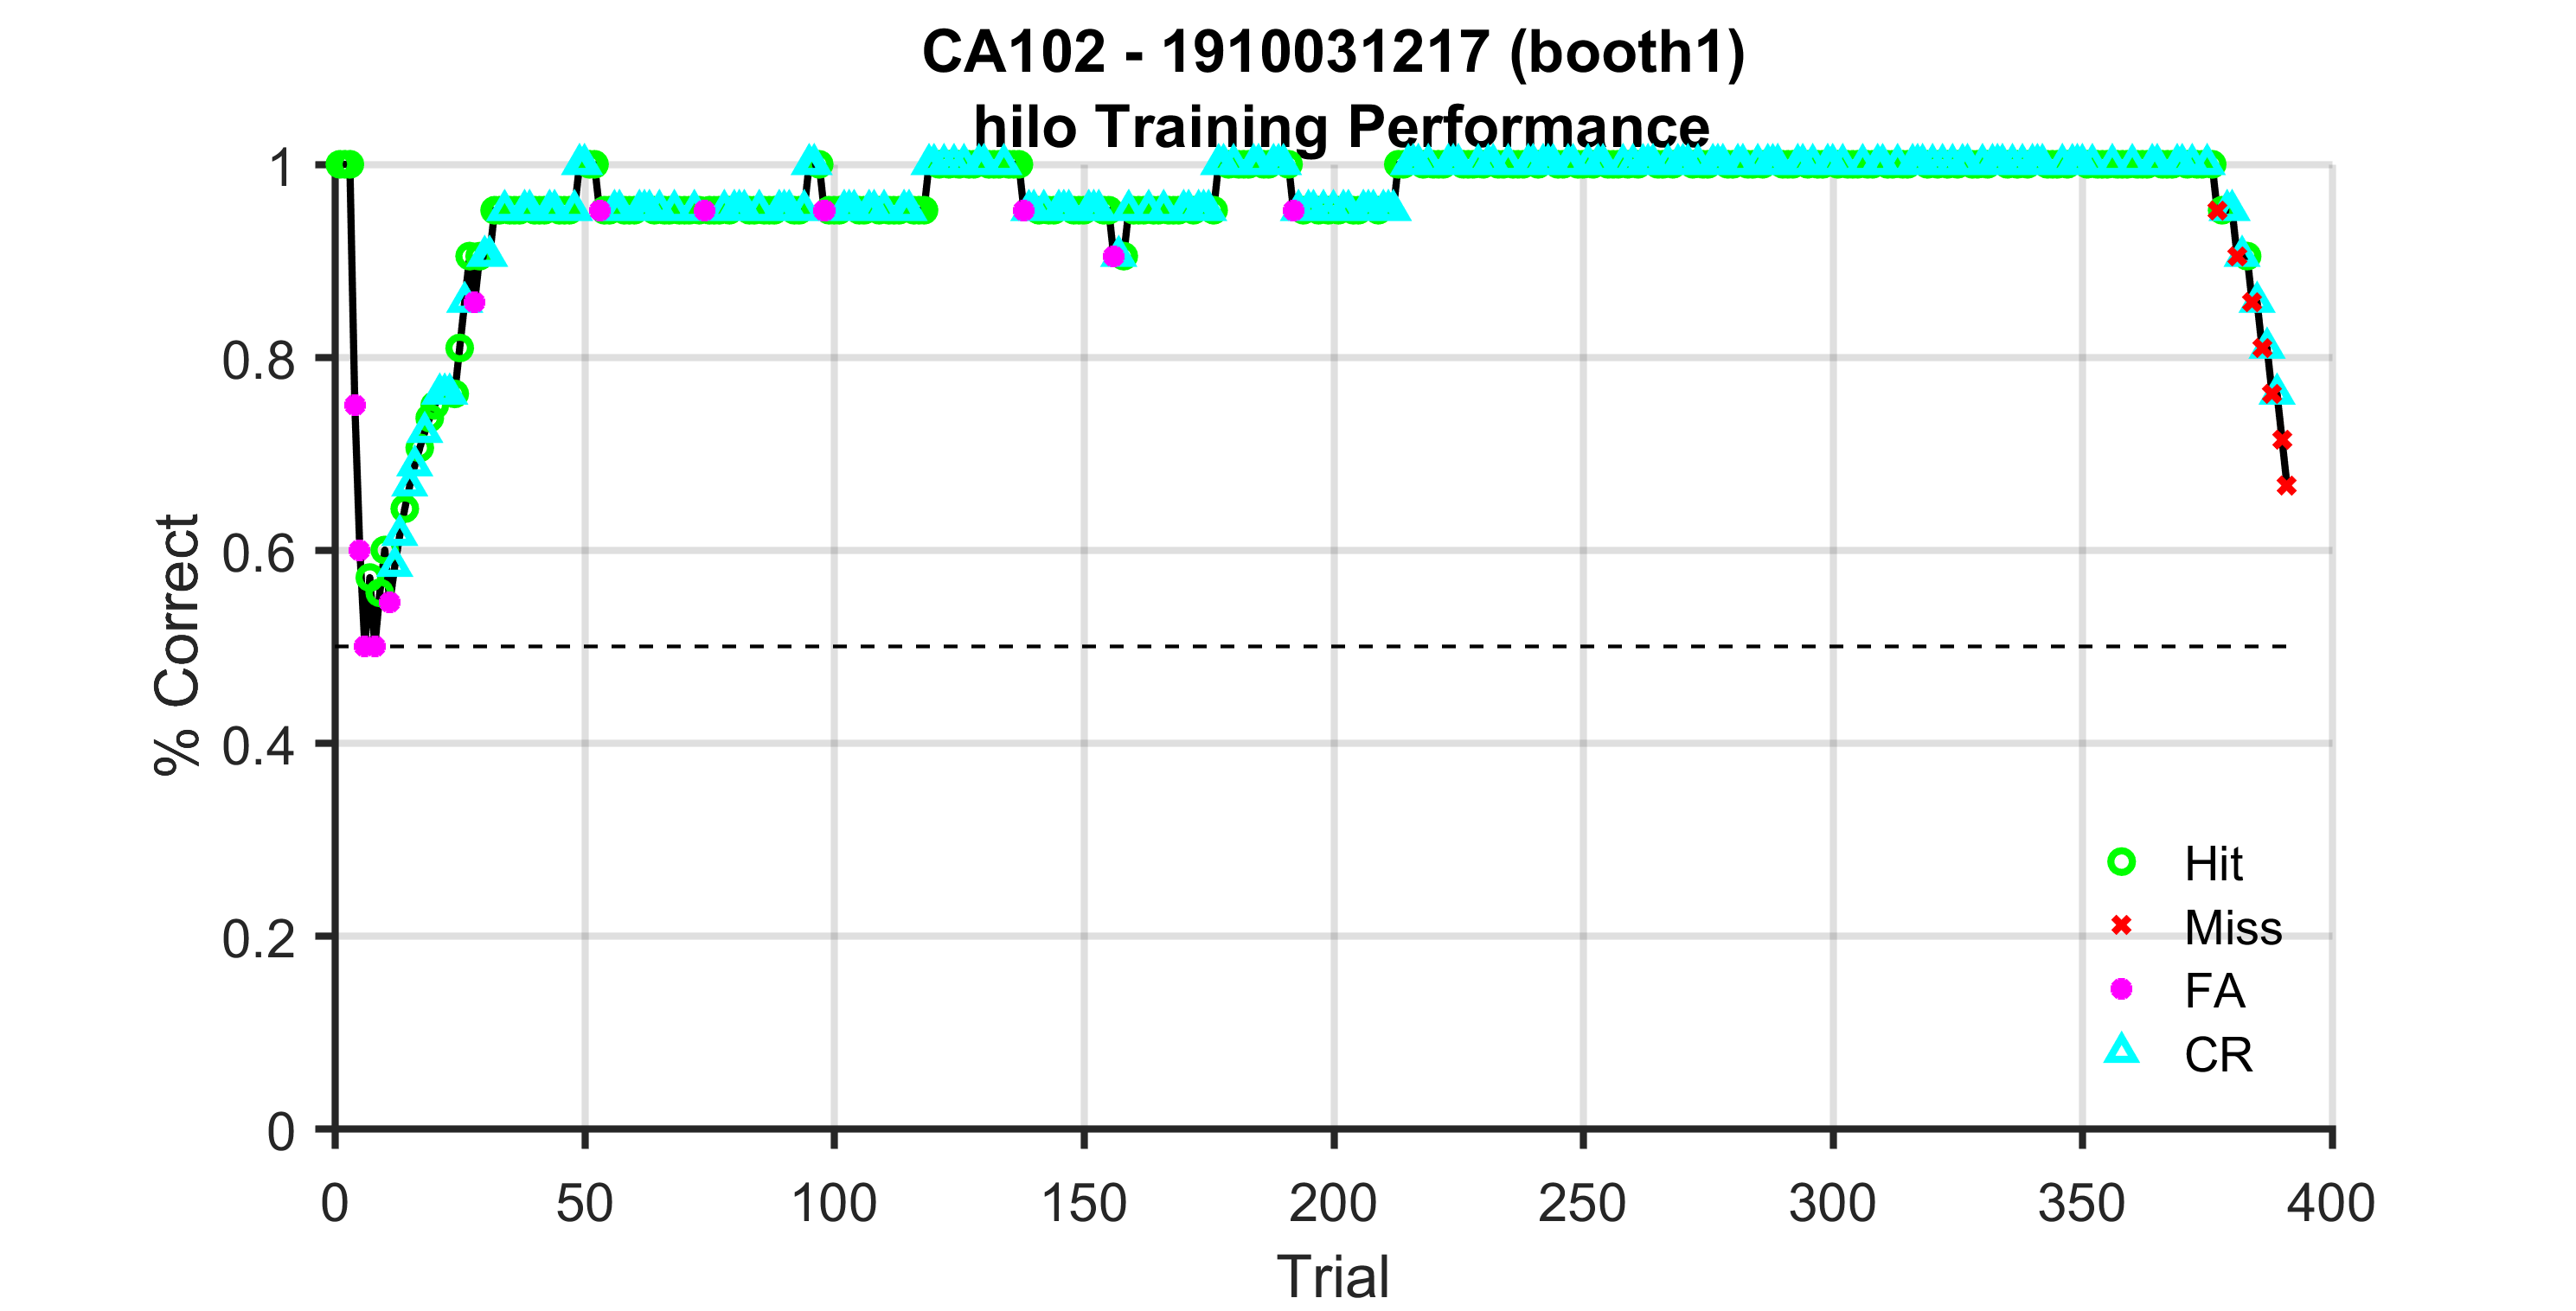 CA102 - 1910031217 (booth1)
hilo Training Performance
% Correct
1
0.8
0.6
0.4
0.2
0
0 50 100 150 200 250 300 350 400
Trial
Hit
Miss
FA
CR